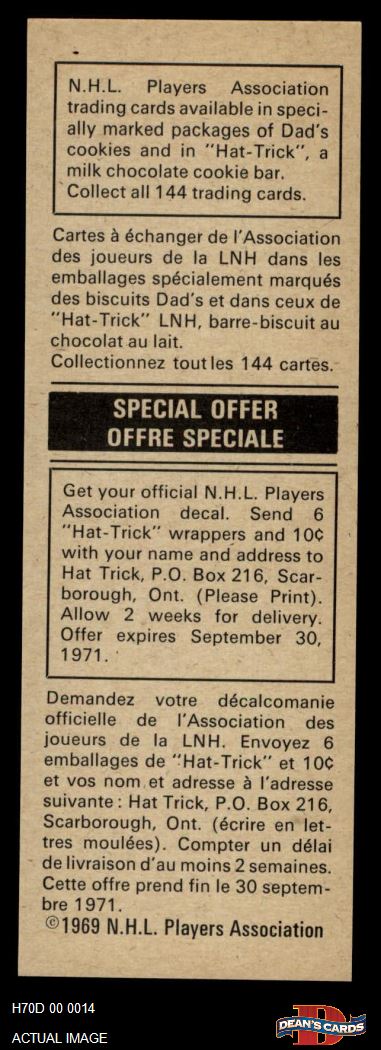 N.H.L. Players Association
trading cards available in speci-
ally marked packages of Dad's
cookies and in "Hat-Trick", a
milk chocolate cookie bar.
Collect all 144 trading cards.
Cartes à échanger de l'Association
des joueurs de la LNH dans les
emballages spécialement marqués
des biscuits Dad's et dans ceux de
"Hat-Trick" LNH, barre-biscuit au
chocolat au lait.
Collectionnez toutles 144 cartes.
SPECIAL OFFER
OFFRE SPECIALE
Get your official N.H.L. Players
Association decal. Send 6
"Hat-Trick" wrappers and 10¢
with your name and address to
Hat Trick, P.O. Box 216, Scar-
borough, Ont. (Please Print).
Allow 2 weeks for delivery.
Offer expires September 30,
1971.
Demandez votre décalcomanie
officielle de l'Association des
joueurs de la LNH. Envoyez 6
emballages de "Hat-Trick" et 10¢
et vos nom et adresse à l'adresse
suivante : Hat Trick, P.O. Box 216,
Scarborough, Ont. (écrire en let-
tres moulées). Compter un délai
de livraison d'au moins 2 semaines.
Cette offre prend fin le 30 septem-
bre 1971.
©1969 N.H.L. Players Association
H70D 00 0014
ACTUAL IMAGE
D
DEAN'S CARDS